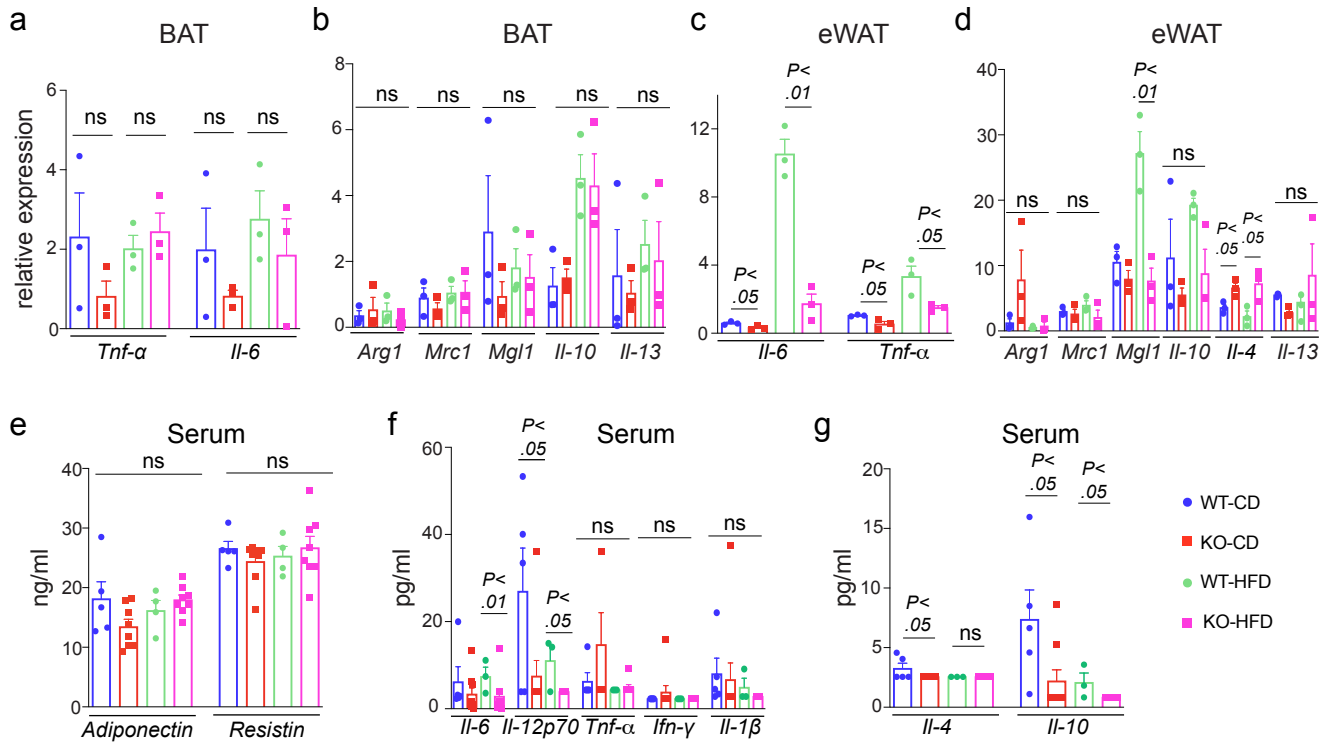 a
BAT
relative expression
6
4
2
0
ns
ns
ns
ns
Tnf-α
Il-6
b
BAT
8
6
4
2
0
ns
ns
ns
ns
ns
Arg1
Mrc1
Mgl1
Il-10
Il-13
c
eWAT
12
8
4
0
P<
.05
P<
.01
P<
.05
P<
.05
Il-6
Tnf-α
d
eWAT
40
30
20
10
0
ns
ns
P<
.01
ns
P<
.05
P<
.05
ns
Arg1
Mrc1
Mgl1
Il-10
Il-4
Il-13
e
Serum
ng/ml
40
30
20
10
0
ns
ns
Adiponectin
Resistin
f
Serum
pg/ml
60
40
20
0
P<
.01
P<
.05
P<
.05
ns
ns
ns
Il-6
Il-12p70
Tnf-α
Ifn-γ
Il-1β
g
Serum
pg/ml
20
15
10
5
0
P<
.05
ns
P<
.05
P<
.05
Il-4
Il-10
WT-CD
KO-CD
WT-HFD
KO-HFD